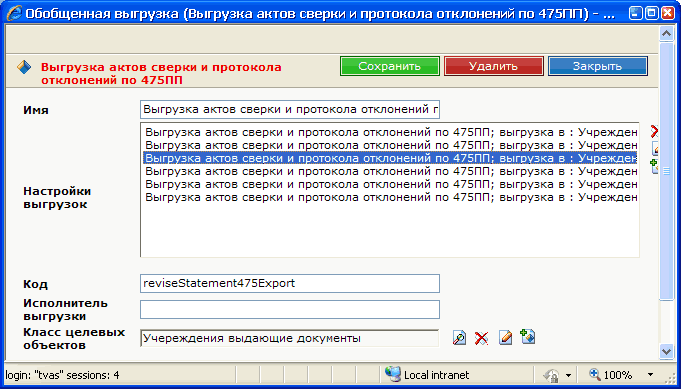 Обобщенная выгрузка (Выгрузка актов сверки и протокола отклонений по 475ПП) - ...
Выгрузка актов сверки и протокола
отклонений по 475ПП
Сохранить Удалить Закрыть
Имя Выгрузка актов сверки и протокола отклонений г
Настройки
выгрузок
Выгрузка актов сверки и протокола отклонений по 475ПП; выгрузка в : Учрежден
Выгрузка актов сверки и протокола отклонений по 475ПП; выгрузка в : Учрежден
Выгрузка актов сверки и протокола отклонений по 475ПП; выгрузка в : Учрежден
Выгрузка актов сверки и протокола отклонений по 475ПП; выгрузка в : Учрежден
Выгрузка актов сверки и протокола отклонений по 475ПП; выгрузка в : Учрежден
Выгрузка актов сверки и протокола отклонений по 475ПП; выгрузка в : Учрежден
Код reviseStatement475Export
Исполнитель
выгрузки
Класс целевых
объектов
Учереждения выдающие документы
login: "tvas" sessions: 4 Local intranet 100%